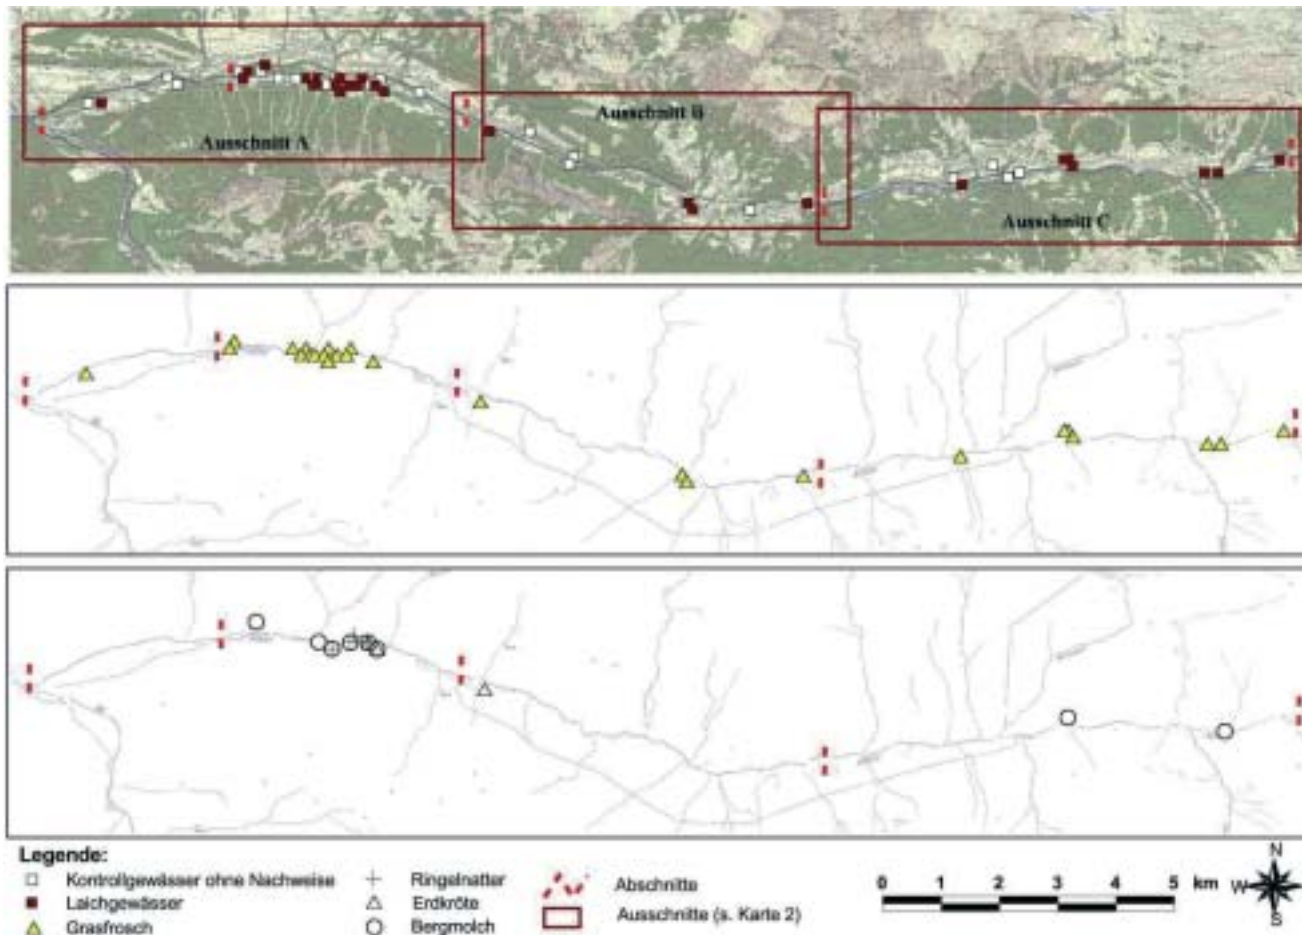 Ausschnitt A
Ausschnitt B
Ausschnitt C
Legende:
Kontrollgewässer ohne Nachweise
Laichgewässer
Grasfrosch
Ringelnatter
Erdkröte
Bergmolch
Abschnitte
Ausschnitte (s. Karte 2)
0 1 2 3 4 5 km
N
W
S